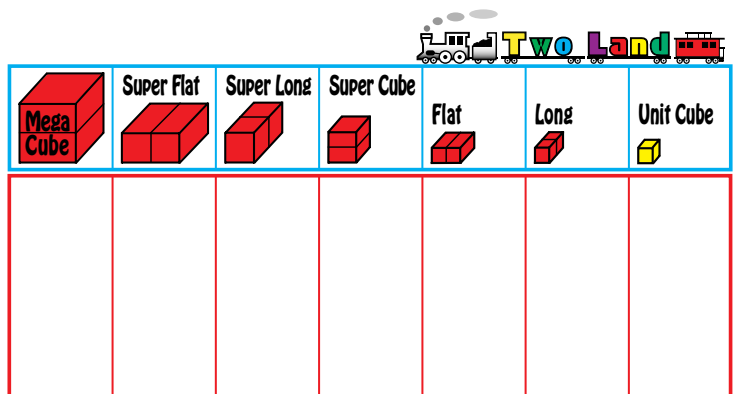 Two Land
Mega
Cube
Super Flat
Super Long
Super Cube
Flat
Long
Unit Cube